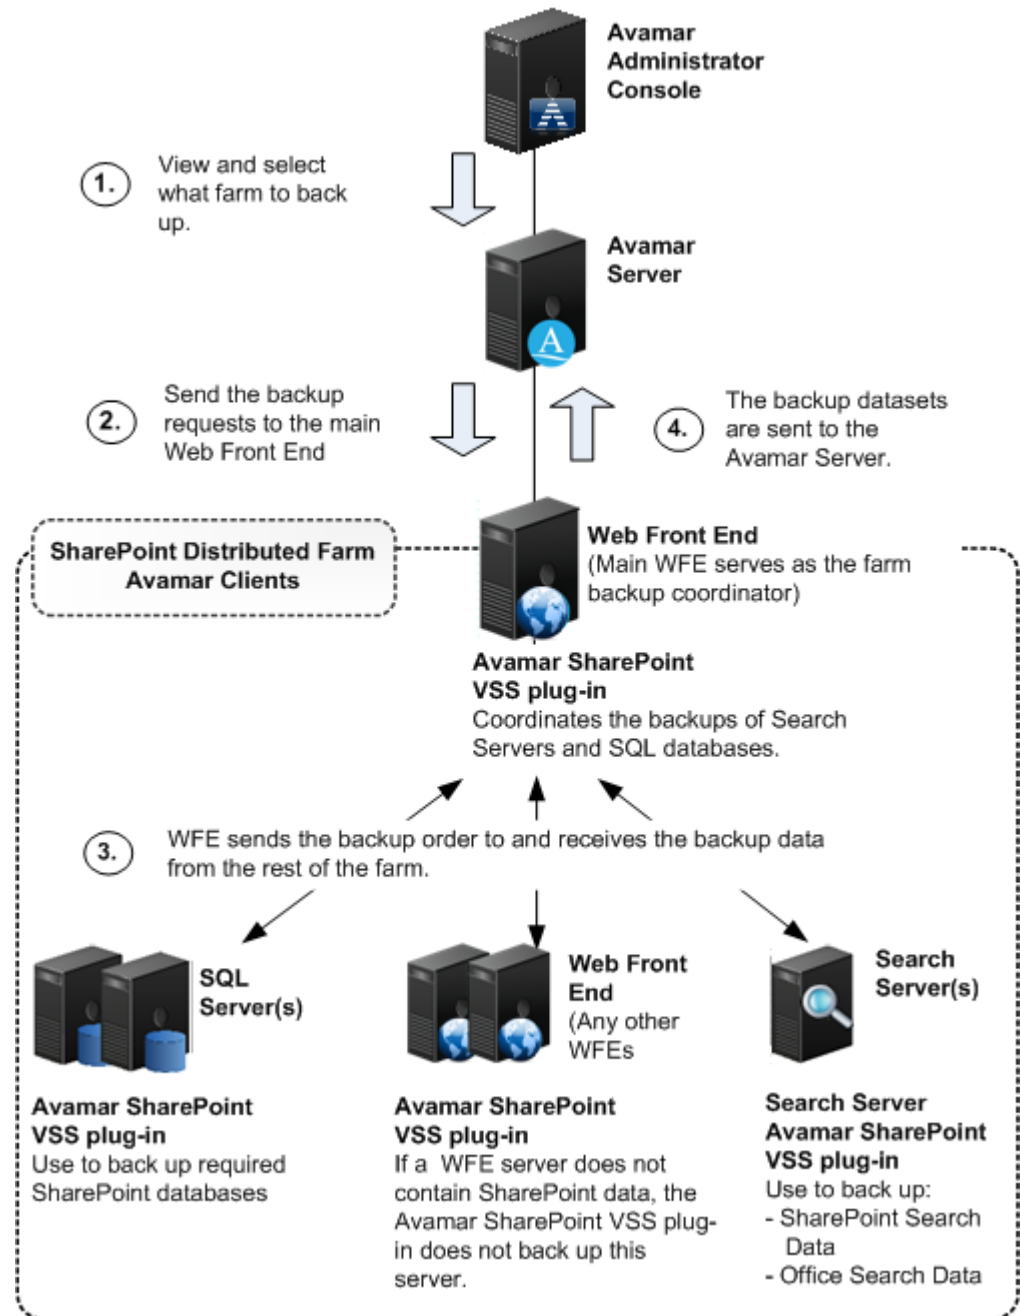 Avamar
Administrator
Console
1.
View and select
what farm to back
up.
Avamar
Server
A
2.
Send the backup
requests to the main
Web Front End
4.
The backup datasets
are sent to the
Avamar Server.
SharePoint Distributed Farm
Avamar Clients
Web Front End
(Main WFE serves as the farm
backup coordinator)
Avamar SharePoint
VSS plug-in
Coordinates the backups of Search
Servers and SQL databases.
3.
WFE sends the backup order to and receives the backup data
from the rest of the farm.
SQL
Server(s)
Avamar SharePoint
VSS plug-in
Use to back up required
SharePoint databases
Web Front
End
(Any other
WFEs
Avamar SharePoint
VSS plug-in
If a WFE server does not
contain SharePoint data, the
Avamar SharePoint VSS plug-
in does not back up this
server.
Search
Server(s)
Search Server
Avamar SharePoint
VSS plug-in
Use to back up:
- SharePoint Search
Data
- Office Search Data